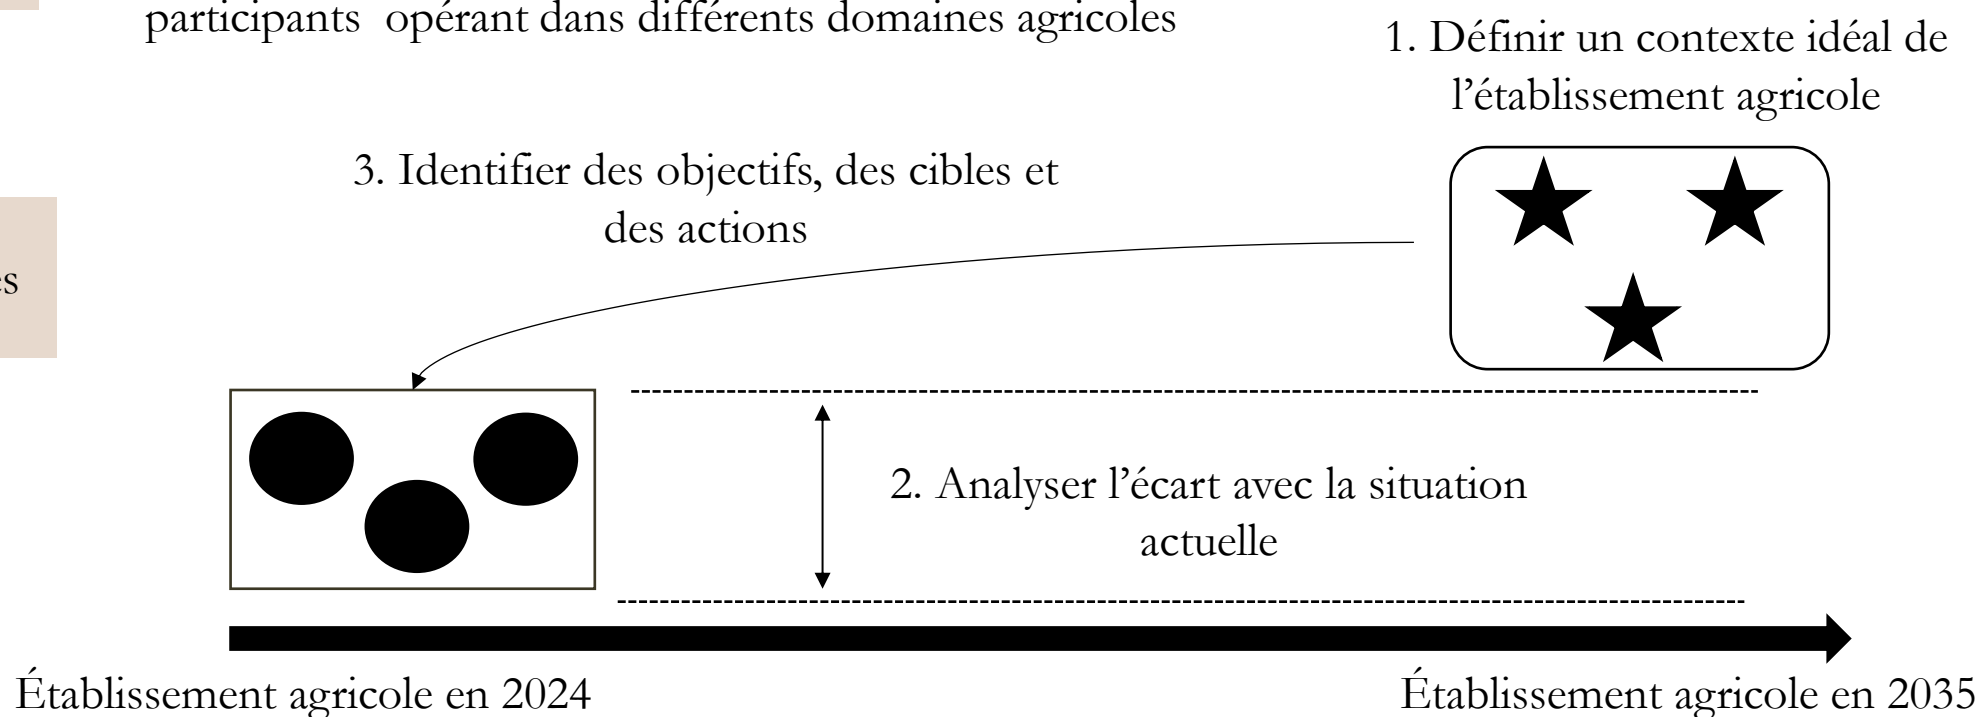 participants opérant dans différents domaines agricoles
1. Définir un contexte idéal de
l’établissement agricole
3. Identifier des objectifs, des cibles et
des actions
2. Analyser l’écart avec la situation
actuelle
Établissement agricole en 2024
Établissement agricole en 2035